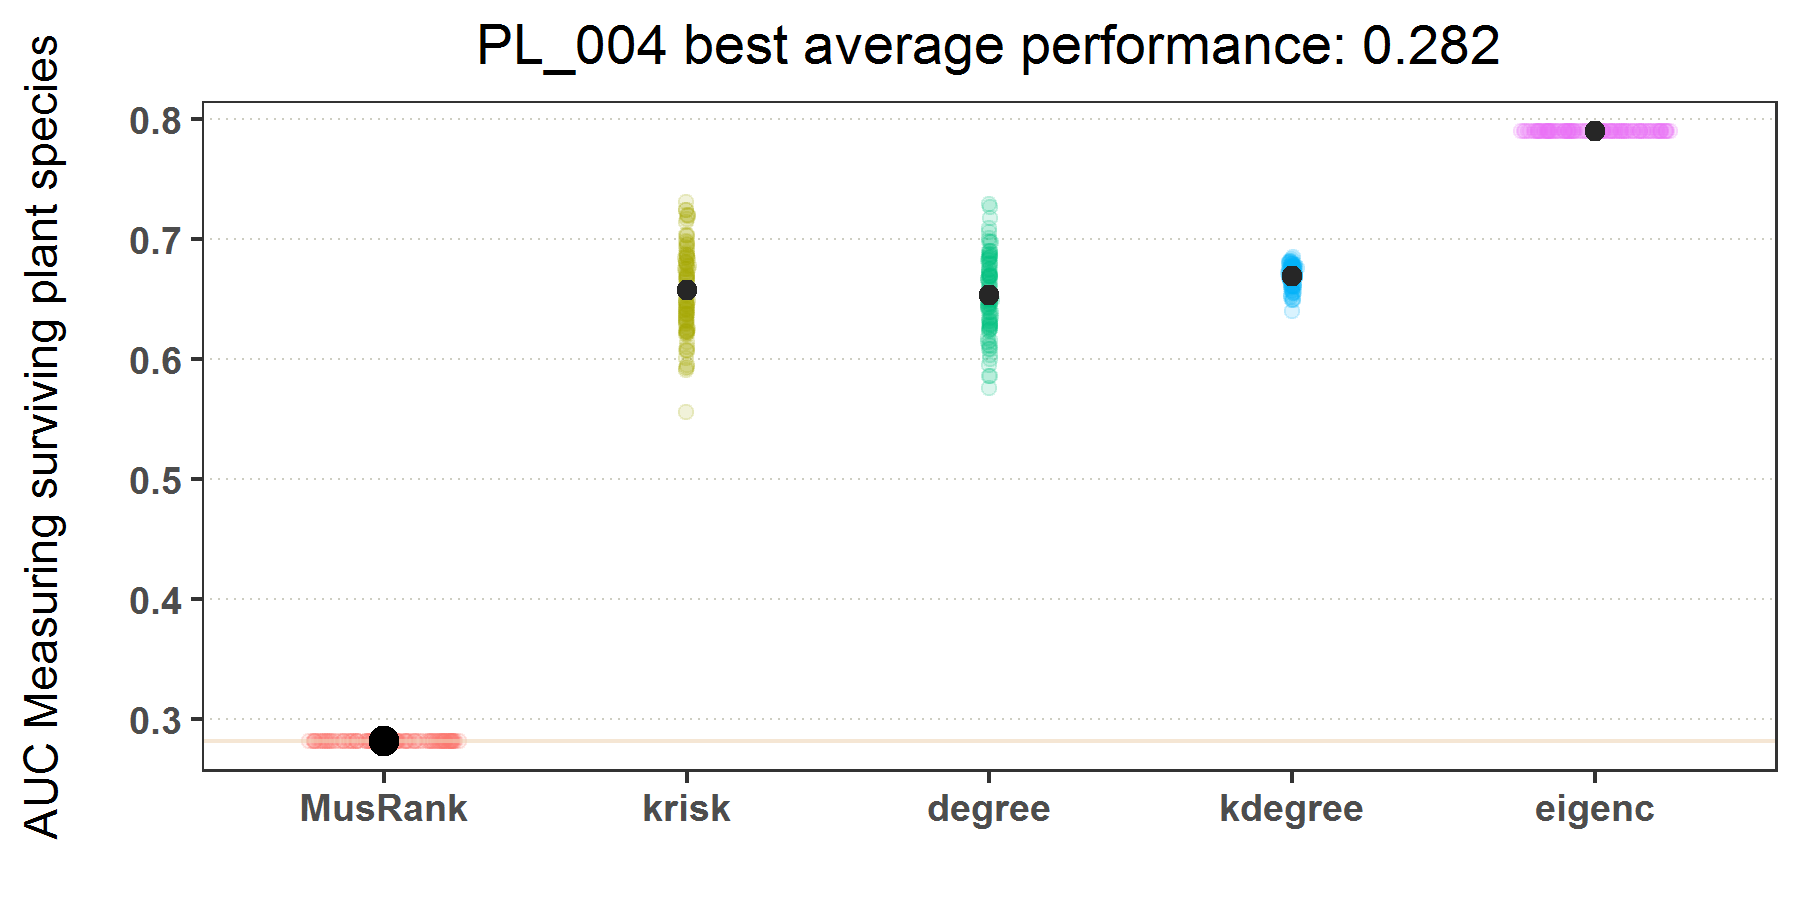 PL_004 best average performance: 0.282
AUC Measuring surviving plant species
0.8
0.7
0.6
0.5
0.4
0.3
MusRank
krisk
degree
kdegree
eigenc